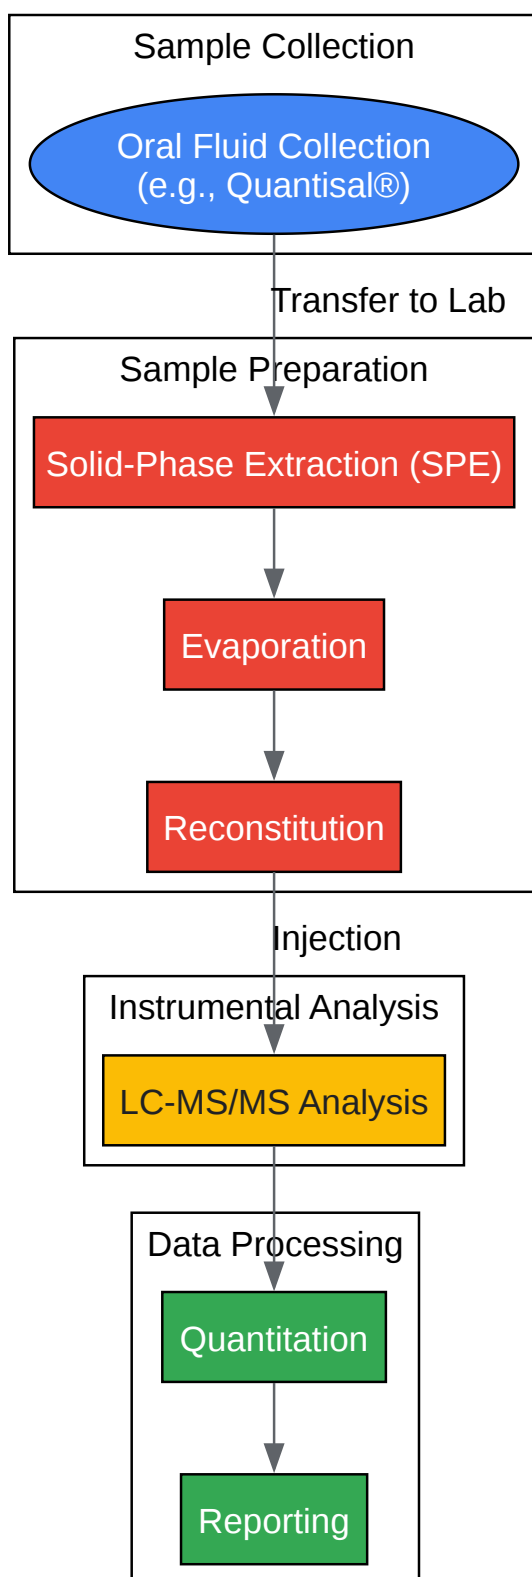 Sample Collection
Oral Fluid Collection
(e.g., Quantisal®)
Transfer to Lab
Sample Preparation
Solid-Phase Extraction (SPE)
Evaporation
Reconstitution
Injection
Instrumental Analysis
LC-MS/MS Analysis
Data Processing
Quantitation
Reporting